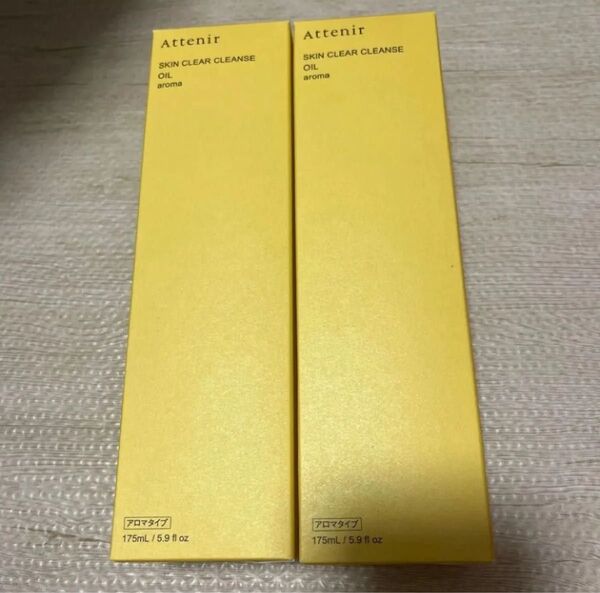 Attenir
SKIN CLEAR CLEANSE
OIL
aroma
アロマタイプ
175mL / 5.9 fl oz
Attenir
SKIN CLEAR CLEANSE
OIL
aroma
アロマタイプ
175mL / 5.9 fl oz